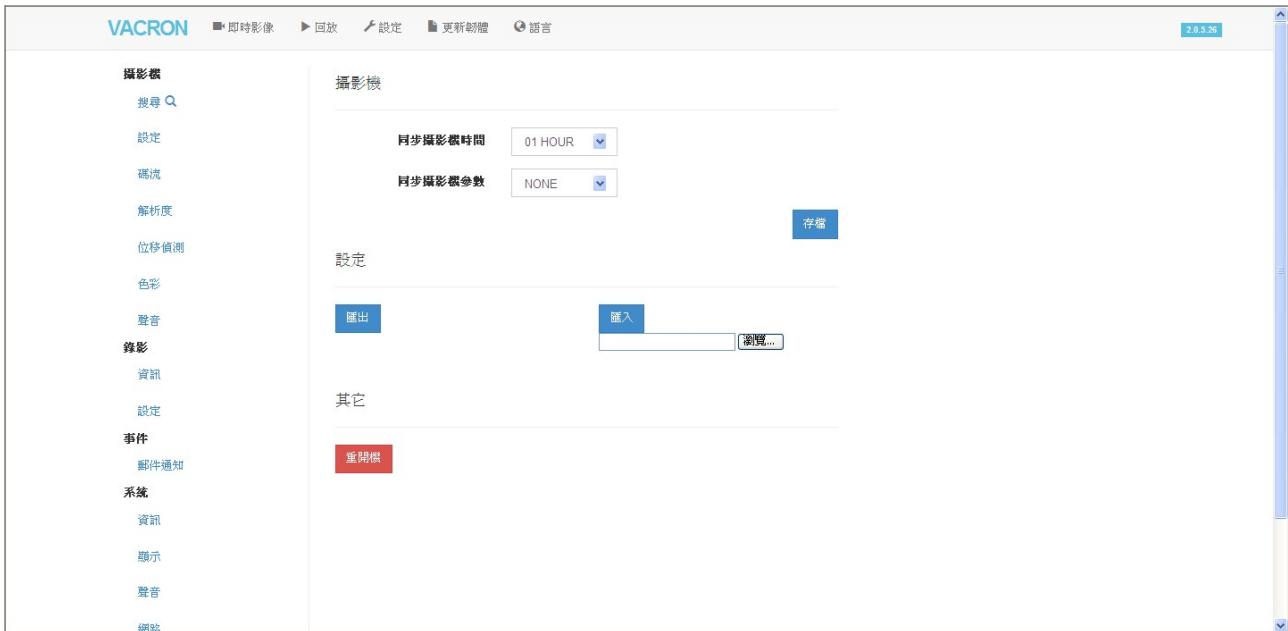 VACRON 即時影像 回放 設定 更新韌體 語言 2.0.5.26
攝影機
搜尋
設定
碼流
解析度
位移偵測
色彩
聲音
錄影
資訊
設定
事件
郵件通知
系統
資訊
顯示
聲音
網路
攝影機
同步攝影機時間 01 HOUR
同步攝影機參數 NONE
存檔
設定
匯出 匯入
瀏覽...
其它
重開機